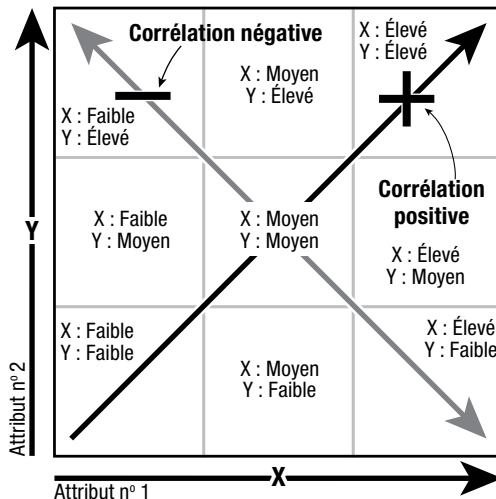 Corrélation négative
X : Faible
Y : Élevé
X : Moyen
Y : Élevé
X : Élevé
Y : Élevé
Corrélation
positive
X : Faible
Y : Moyen
X : Moyen
Y : Moyen
X : Élevé
Y : Moyen
X : Faible
Y : Faible
X : Moyen
Y : Faible
X : Élevé
Y : Faible
Y
Attribut nº 2
X
Attribut nº 1